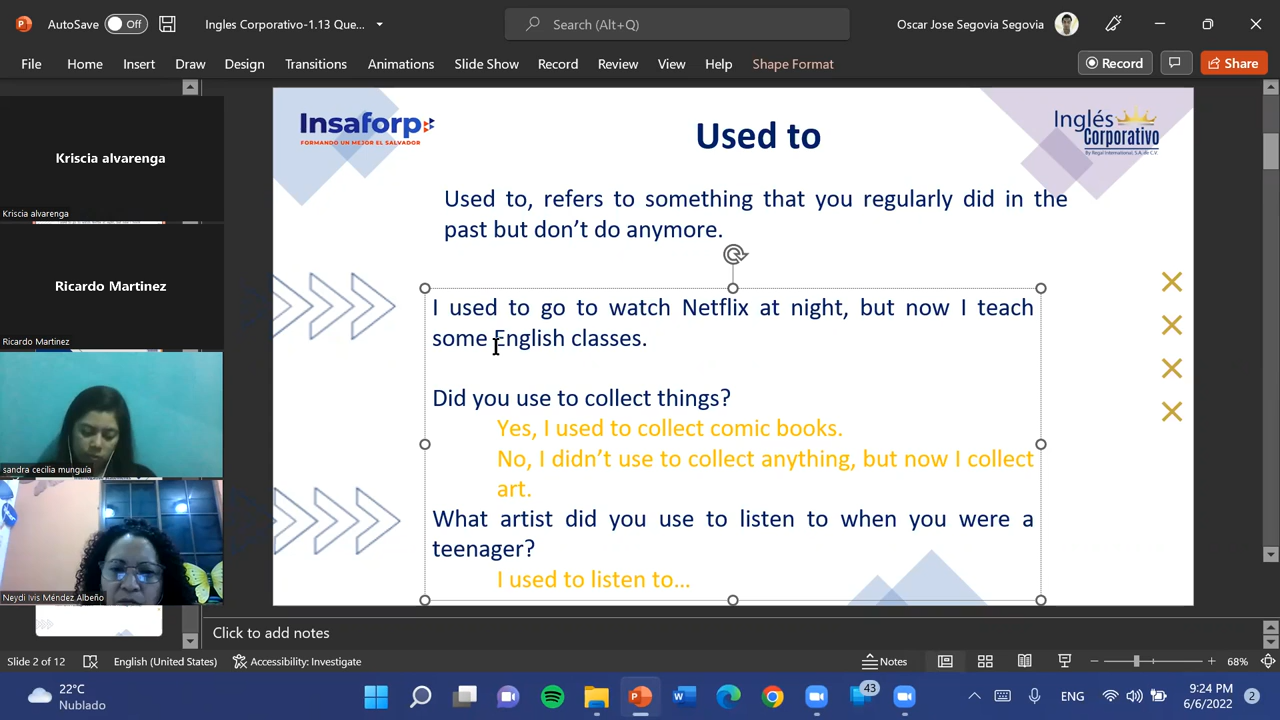 AutoSave Off Ingles Corporativo-1.13 Que... Search (Alt+Q) Oscar Jose Segovia Segovia
File Home Insert Draw Design Transitions Animations Slide Show Record Review View Help Shape Format Record Share
Kriscia alvarenga
Kriscia alvarenga
Ricardo Martinez
Ricardo Martinez
sandra cecilia munguía
Neydi Ivis Méndez Albeño
Insaforp
FORMANDO UN MEJOR EL SALVADOR
Used to
Inglés
Corporativo
By Regal International, S.A. de C.V.
Used to, refers to something that you regularly did in the
past but don’t do anymore.
I used to go to watch Netflix at night, but now I teach
some English classes.
Did you use to collect things?
Yes, I used to collect comic books.
No, I didn’t use to collect anything, but now I collect
art.
What artist did you use to listen to when you were a
teenager?
I used to listen to...
Click to add notes
Slide 2 of 12 English (United States) Accessibility: Investigate Notes 68%
22°C
Nublado
43
ENG
9:24 PM
6/6/2022
2